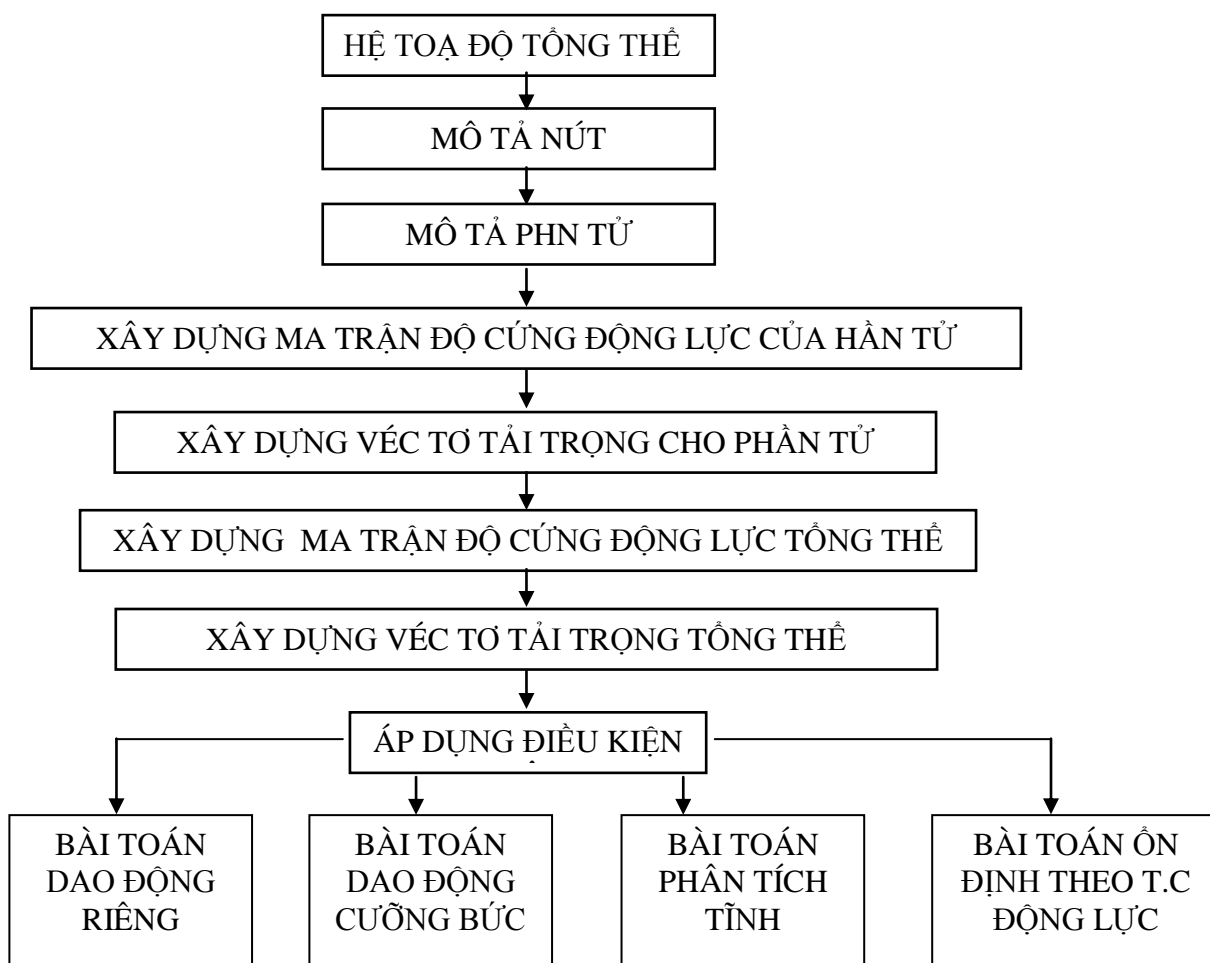 HỆ TOẠ ĐỘ TỔNG THỂ
MÔ TẢ NÚT
MÔ TẢ PHN TỬ
XÂY DỰNG MA TRẬN ĐỘ CỨNG ĐỘNG LỰC CỦA HẦN TỬ
XÂY DỰNG VÉC TƠ TẢI TRỌNG CHO PHẦN TỬ
XÂY DỰNG MA TRẬN ĐỘ CỨNG ĐỘNG LỰC TỔNG THỂ
XÂY DỰNG VÉC TƠ TẢI TRỌNG TỔNG THỂ
ÁP DỤNG ĐIỀU KIỆN
BÀI TOÁN
DAO ĐỘNG
RIÊNG
BÀI TOÁN
DAO ĐỘNG
CƯỠNG BỨC
BÀI TOÁN
PHÂN TÍCH
TĨNH
BÀI TOÁN ỔN
ĐỊNH THEO T.C
ĐỘNG LỰC